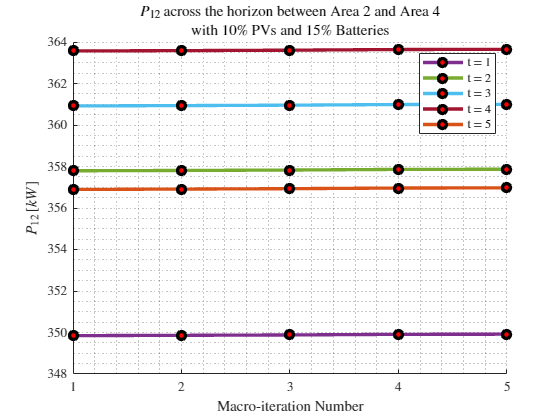 P₁₂ across the horizon between Area 2 and Area 4
with 10% PVs and 15% Batteries
364
362
360
358
356
354
352
350
348
P₁₂ [kW]
t = 1
t = 2
t = 3
t = 4
t = 5
1 2 3 4 5
Macro-iteration Number